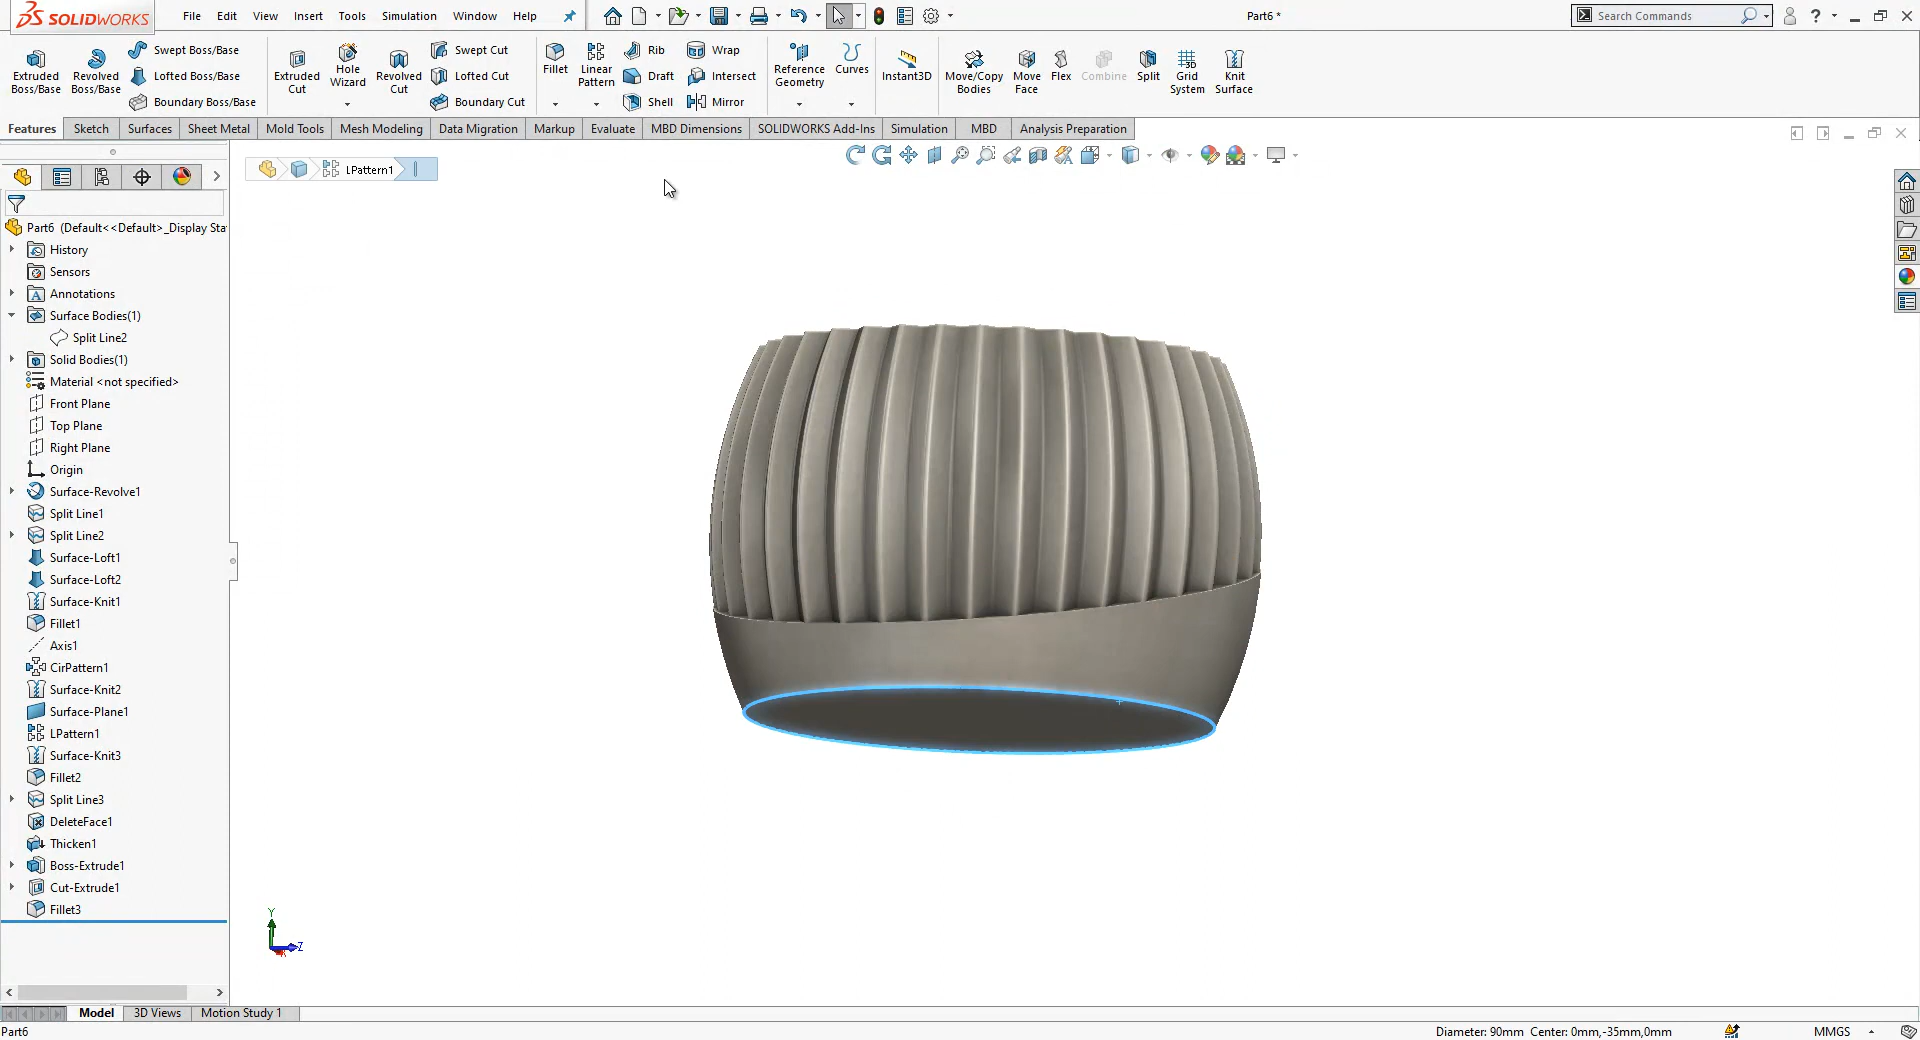 SOLIDWORKS File Edit View Insert Tools Simulation Window Help Part6 * Search Commands ?
Extruded Boss/Base
Revolved Boss/Base
Swept Boss/Base
Lofted Boss/Base
Boundary Boss/Base
Extruded Cut
Hole Wizard
Revolved Cut
Swept Cut
Lofted Cut
Boundary Cut
Fillet
Linear Pattern
Rib
Draft
Shell
Wrap
Intersect
Mirror
Reference Geometry
Curves
Instant3D
Move/Copy Bodies
Move Face
Flex
Combine
Split
3D
Grid System
Knit Surface
Features Sketch Surfaces Sheet Metal Mold Tools Mesh Modeling Data Migration Markup Evaluate MBD Dimensions SOLIDWORKS Add-Ins Simulation MBD Analysis Preparation
LPattern1
Part6 (Default<<Default>_Display Sta
History
Sensors
A Annotations
Surface Bodies(1)
Split Line2
Solid Bodies(1)
Material <not specified>
Front Plane
Top Plane
Right Plane
Origin
Surface-Revolve1
Split Line1
Split Line2
Surface-Loft1
Surface-Loft2
Surface-Knit1
Fillet1
Axis1
CirPattern1
Surface-Knit2
Surface-Plane1
LPattern1
Surface-Knit3
Fillet2
Split Line3
DeleteFace1
Thicken1
Boss-Extrude1
Cut-Extrude1
Fillet3
Y
Z
X
Model 3D Views Motion Study 1
Part6 Diameter: 90mm Center: 0mm,-35mm,0mm MMGS